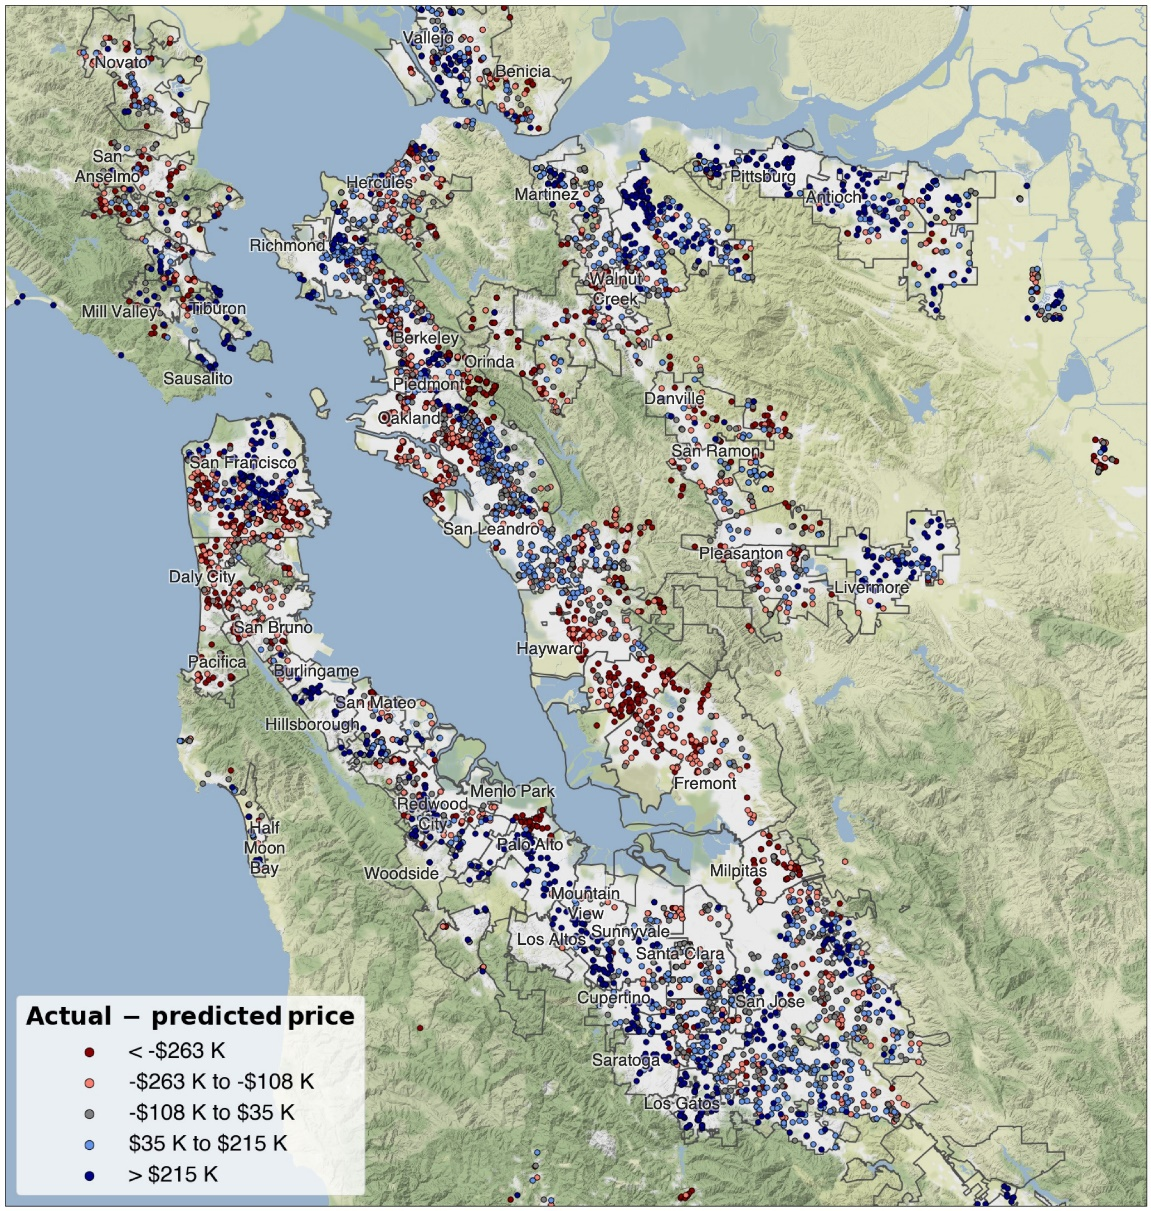 Vallejo
Novato
Benicia
San
Anselmo
Hercules
Martinez
Pittsburg
Antioch
Richmond
Walnut
Creek
Mill Valley
Tiburon
Berkeley
Orinda
Sausalito
Piedmont
Danville
Oakland
San Ramon
San Francisco
San Leandro
Pleasanton
Daly City
Livermore
San Bruno
Hayward
Pacifica
Burlingame
San Mateo
Hillsborough
Fremont
Menlo Park
Redwood
City
Half
Moon
Bay
Palo Alto
Woodside
Milpitas
Mountain
View
Sunnyvale
Los Altos
Santa Clara
Cupertino
San Jose
Saratoga
Los Gatos
Actual − predicted price
< -$263 K
-$263 K to -$108 K
-$108 K to $35 K
$35 K to $215 K
> $215 K